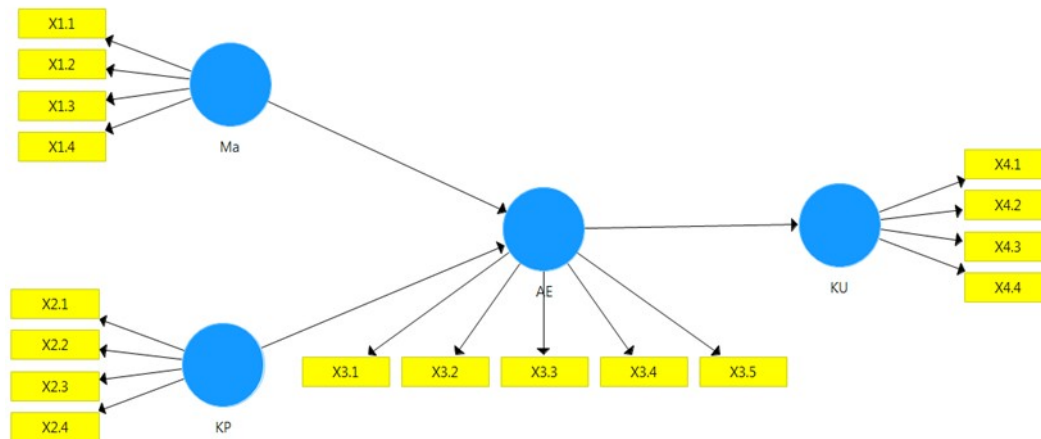 X1.1
X1.2
X1.3
X1.4
Ma
X2.1
X2.2
X2.3
X2.4
KP
AE
X3.1
X3.2
X3.3
X3.4
X3.5
KU
X4.1
X4.2
X4.3
X4.4